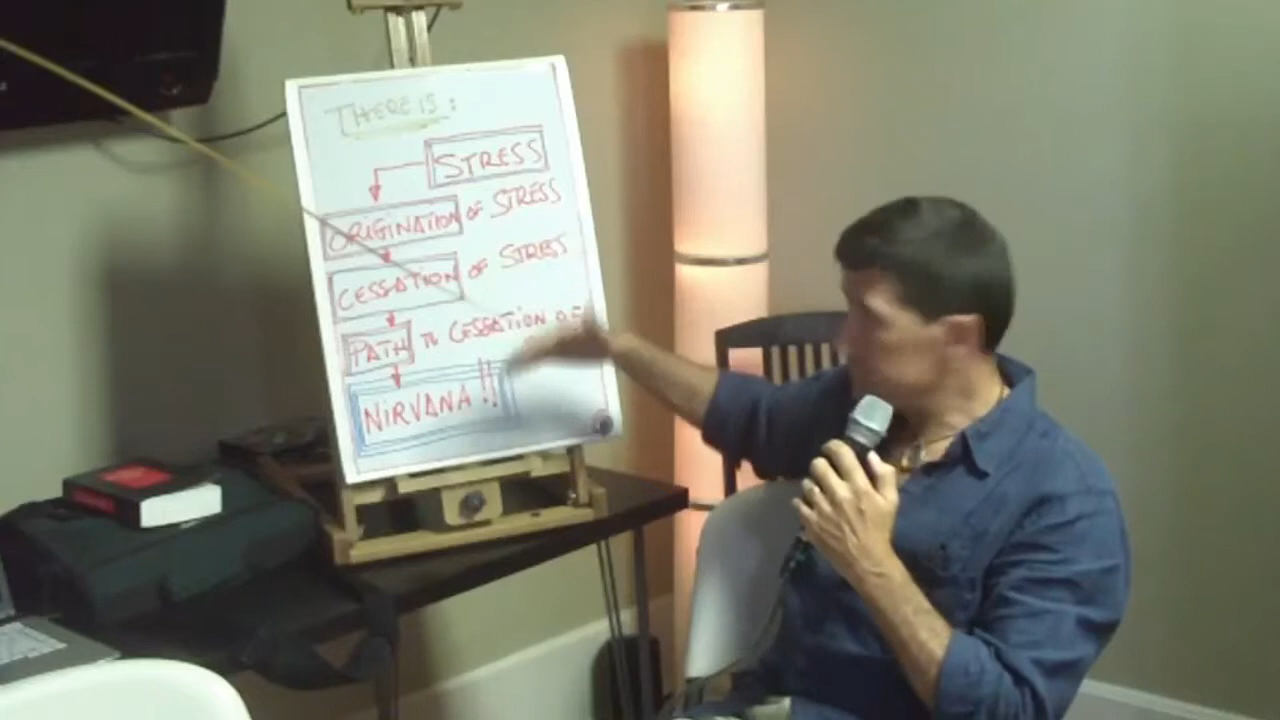 THERE IS:
STRESS
ORIGINATION OF STRESS
CESSATION OF STRESS
PATH TO CESSATION OF
NIRVANA!!